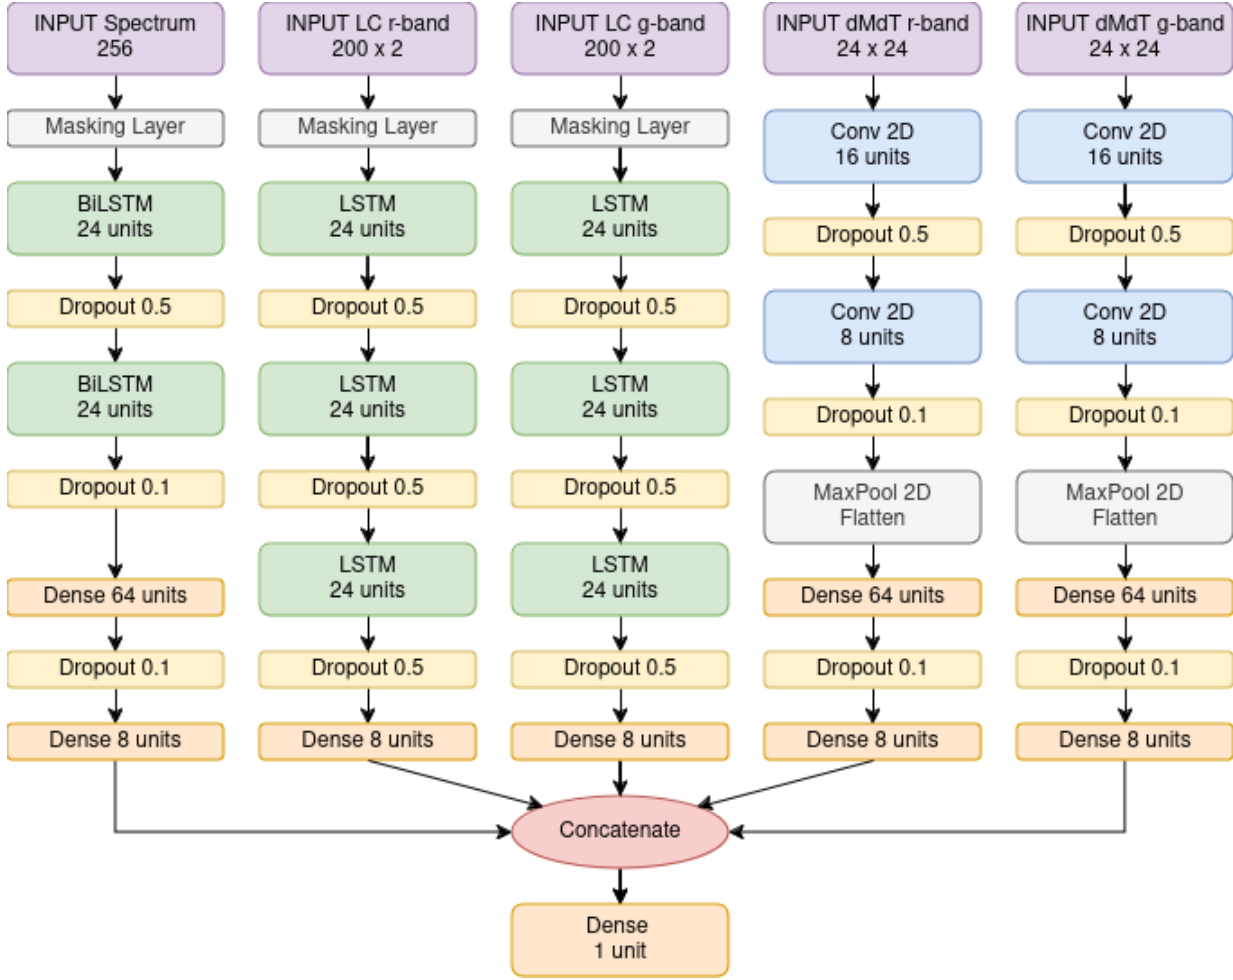 INPUT Spectrum
256
INPUT LC r-band
200 x 2
INPUT LC g-band
200 x 2
INPUT dMdT r-band
24 x 24
INPUT dMdT g-band
24 x 24
Masking Layer
Masking Layer
Masking Layer
Conv 2D
16 units
Conv 2D
16 units
BiLSTM
24 units
LSTM
24 units
LSTM
24 units
Dropout 0.5
Dropout 0.5
Dropout 0.5
Dropout 0.5
Dropout 0.5
Conv 2D
8 units
Conv 2D
8 units
BiLSTM
24 units
LSTM
24 units
LSTM
24 units
Dropout 0.1
Dropout 0.1
Dropout 0.1
Dropout 0.5
Dropout 0.5
MaxPool 2D
Flatten
MaxPool 2D
Flatten
Dense 64 units
LSTM
24 units
LSTM
24 units
Dense 64 units
Dense 64 units
Dropout 0.1
Dropout 0.5
Dropout 0.5
Dropout 0.1
Dropout 0.1
Dense 8 units
Dense 8 units
Dense 8 units
Dense 8 units
Dense 8 units
Concatenate
Dense
1 unit